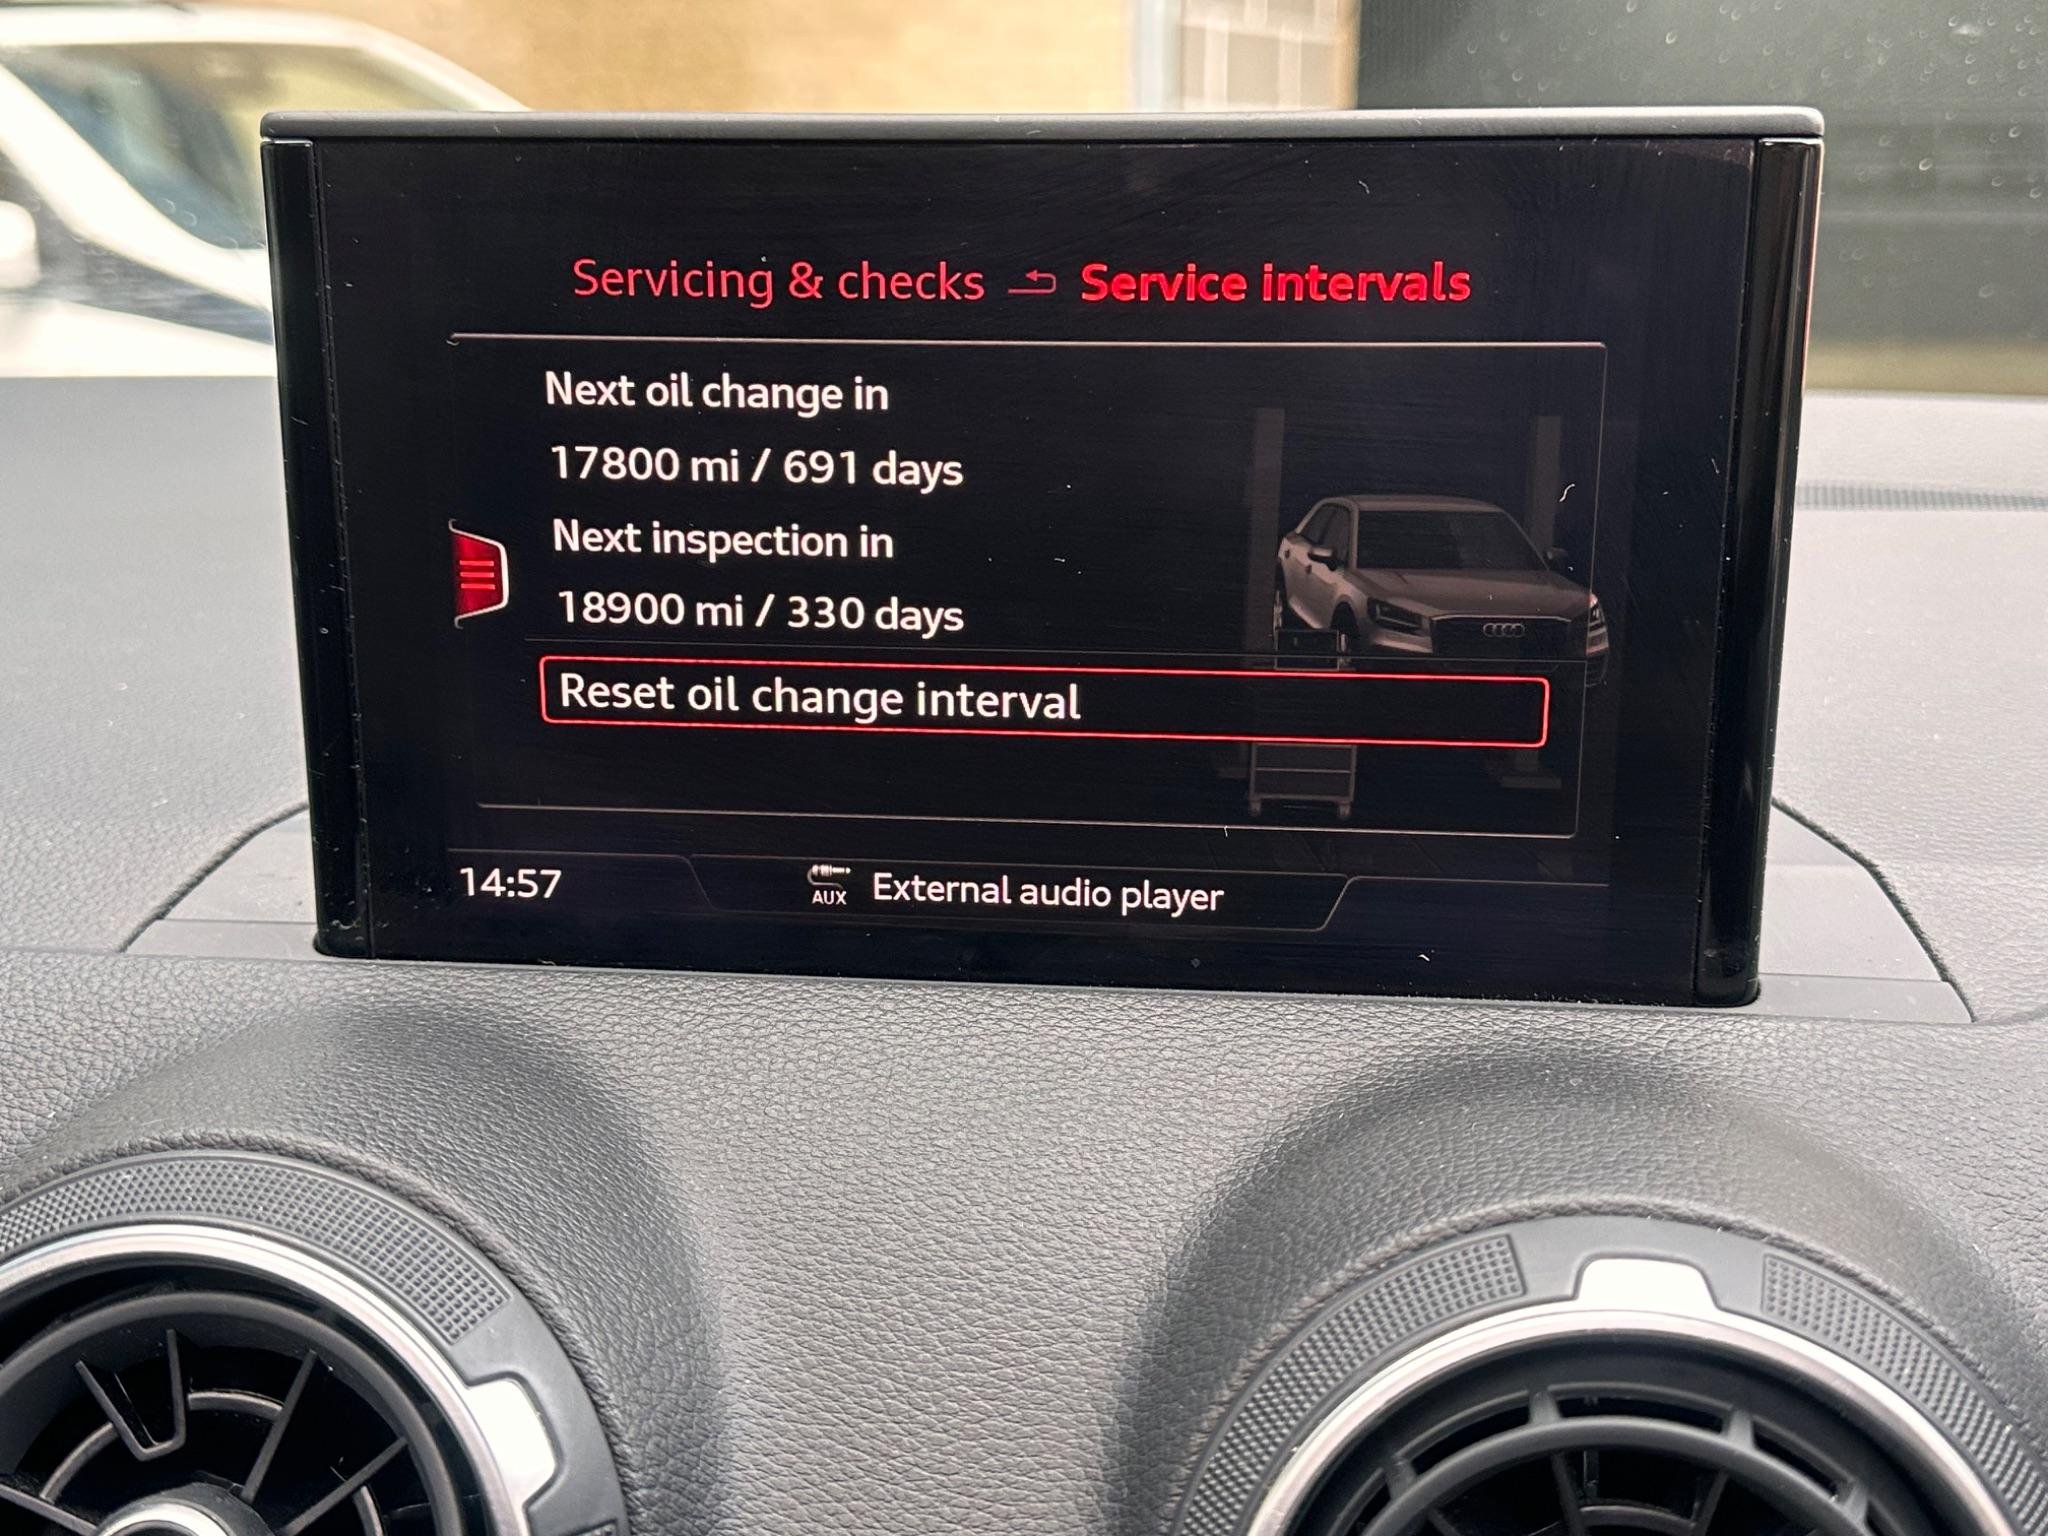 Servicing & checks Service intervals
Next oil change in
17800 mi / 691 days
Next inspection in
18900 mi / 330 days
Reset oil change interval
14:57 AUX External audio player